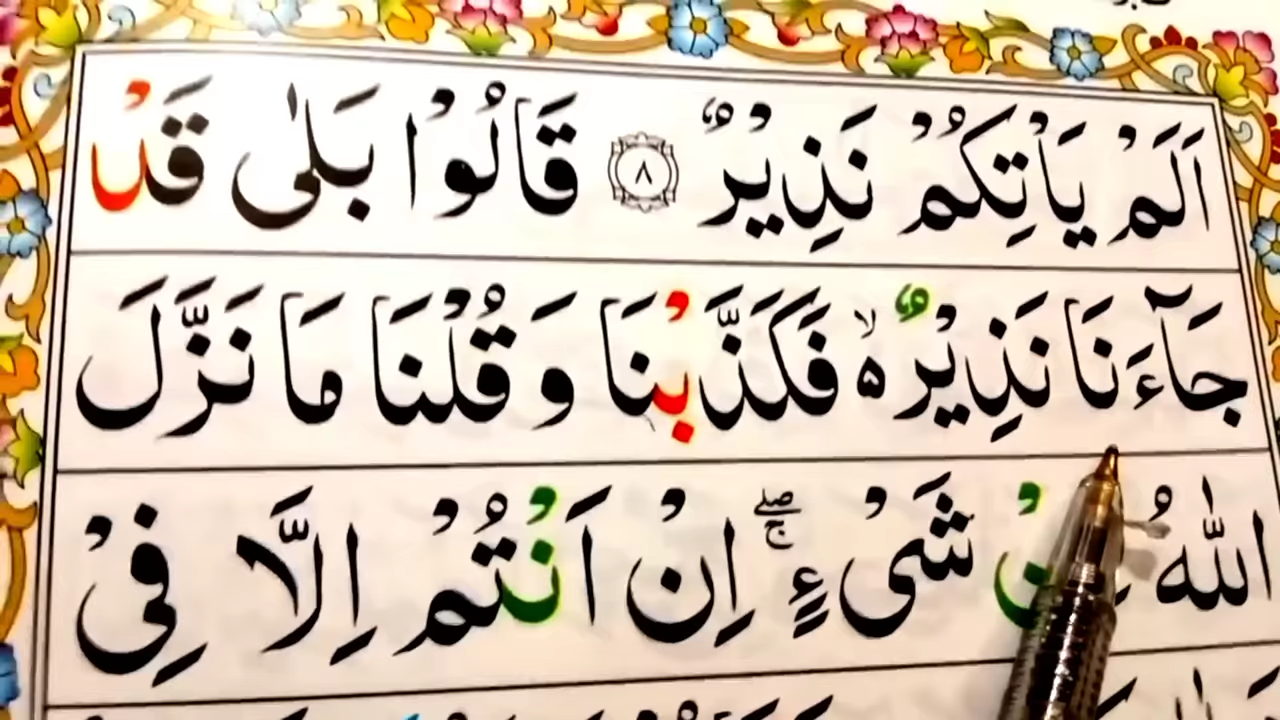 اَلَمْ يَاْتِكُمْ نَذِيْرٌ ۝٨ قَالُوْا بَلٰى قَدْ
جَآءَنَا نَذِيْرٌ ۙ۬ فَكَذَّبْنَا وَ قُلْنَا مَا نَزَّلَ
اللّٰهُ شَیْءٍ ۚۖ اِنْ اَنْتُمْ اِلَّا فِیْ